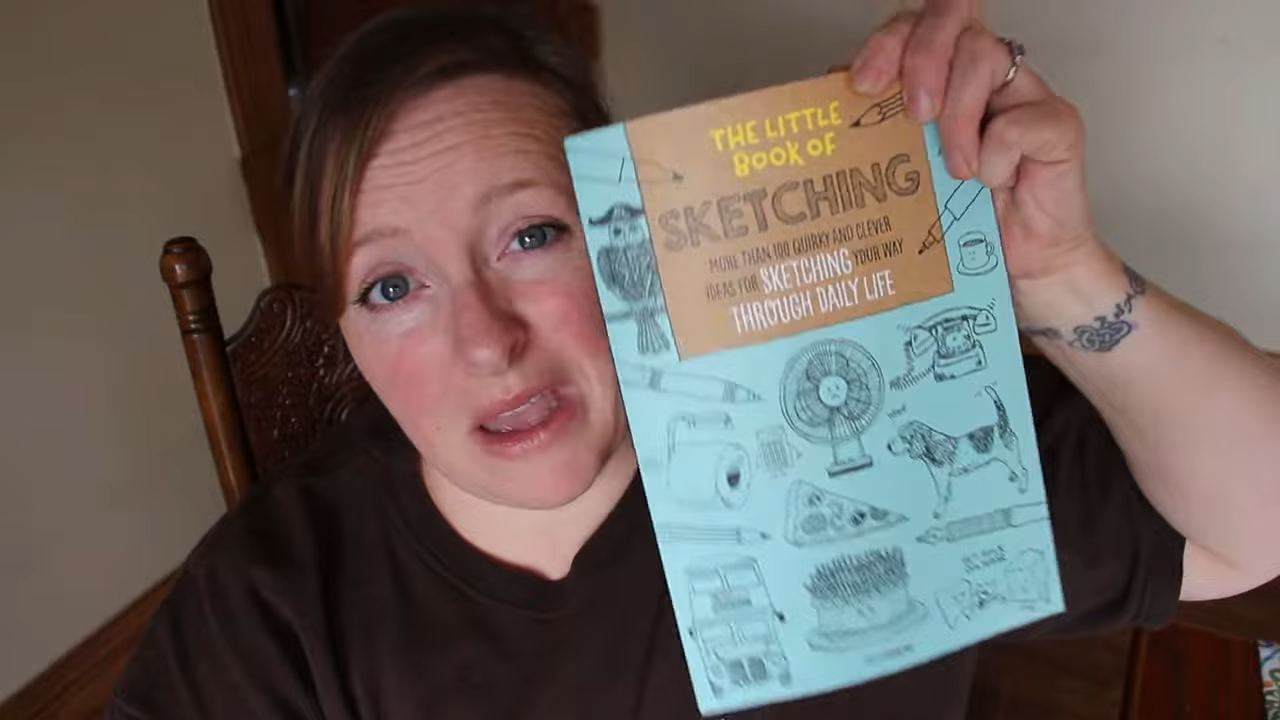 THE LITTLE
BOOK OF
SKETCHING
MORE THAN 100 QUIRKY AND CLEVER
IDEAS FOR SKETCHING YOUR WAY
THROUGH DAILY LIFE
WOOF